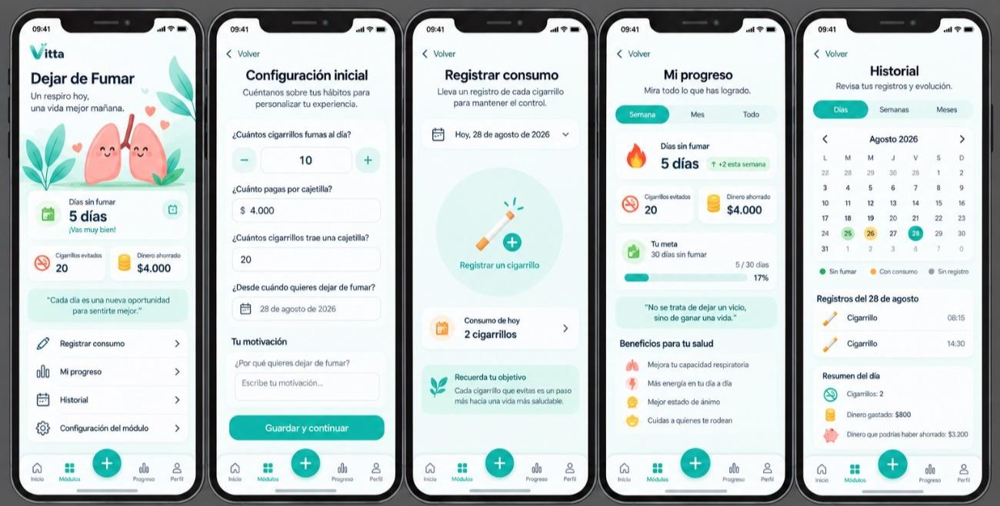 09:41
Vitta
Dejar de Fumar
Un respiro hoy,
una vida mejor mañana.
Días sin fumar
5 días
¡Vas muy bien!
Cigarrillos evitados
20
Dinero ahorrado
$4.000
"Cada día es una nueva oportunidad
para sentirte mejor."
Registrar consumo
Mi progreso
Historial
Configuración del módulo
Inicio
Módulos
Progreso
Perfil
09:41
Volver
Configuración inicial
Cuéntanos sobre tus hábitos para
personalizar tu experiencia.
¿Cuántos cigarrillos fumas al día?
− 10 +
¿Cuánto pagas por cajetilla?
$ 4.000
¿Cuántos cigarrillos trae una cajetilla?
20
¿Desde cuándo quieres dejar de fumar?
28 de agosto de 2026
Tu motivación
¿Por qué quieres dejar de fumar?
Escribe tu motivación...
Guardar y continuar
Inicio
Módulos
Progreso
Perfil
09:41
Volver
Registrar consumo
Lleva un registro de cada cigarrillo
para mantener el control.
Hoy, 28 de agosto de 2026
Registrar un cigarrillo
Consumo de hoy
2 cigarrillos
Recuerda tu objetivo
Cada cigarrillo que evitas es un paso
más hacia una vida más saludable.
Inicio
Módulos
Progreso
Perfil
09:41
Volver
Mi progreso
Mira todo lo que has logrado.
Semana Mes Todo
Días sin fumar
5 días ↑ +2 esta semana
Cigarrillos evitados
20
Dinero ahorrado
$4.000
Tu meta
30 días sin fumar
5 / 30 días
17%
"No se trata de dejar un vicio,
sino de ganar una vida."
Beneficios para tu salud
Mejora tu capacidad respiratoria
Más energía en tu día a día
Mejor estado de ánimo
Cuidas a quienes te rodean
Inicio
Módulos
Progreso
Perfil
09:41
Volver
Historial
Revisa tus registros y evolución.
Días Semanas Meses
Agosto 2026
L M M J V S D
28 28 29 30 26 1 2
3 4 5 6 7 8 9
10 11 12 13 14 15 16
17 18 19 20 21 22 23
24 25 26 27 28 29 30
31 1 2 3 6 7 0
Sin fumar Con consumo Sin registro
Registros del 28 de agosto
Cigarrillo 08:15
Cigarrillo 14:30
Resumen del día
Cigarrillos: 2
Dinero gastado: $800
Dinero que podrías haber ahorrado: $3.200
Inicio
Módulos
Progreso
Perfil